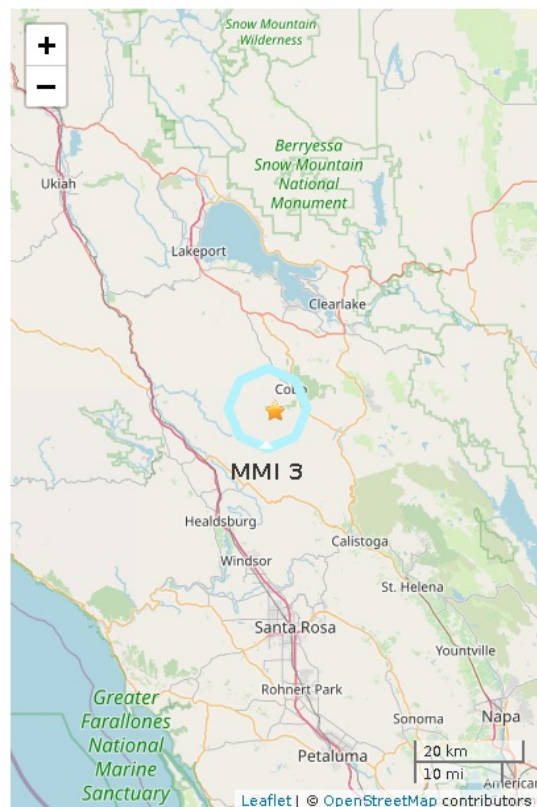 +
−
Snow Mountain
Wilderness
Berryessa
Snow Mountain
National
Monument
Ukiah
Lakeport
Clearlake
Cobb
MMI 3
Healdsburg
Calistoga
Windsor
St. Helena
Santa Rosa
Yountville
Rohnert Park
Greater
Farallones
National
Marine
Sanctuary
Sonoma
Napa
Petaluma
20 km
10 mi
American
Leaflet | © OpenStreetMap contributors